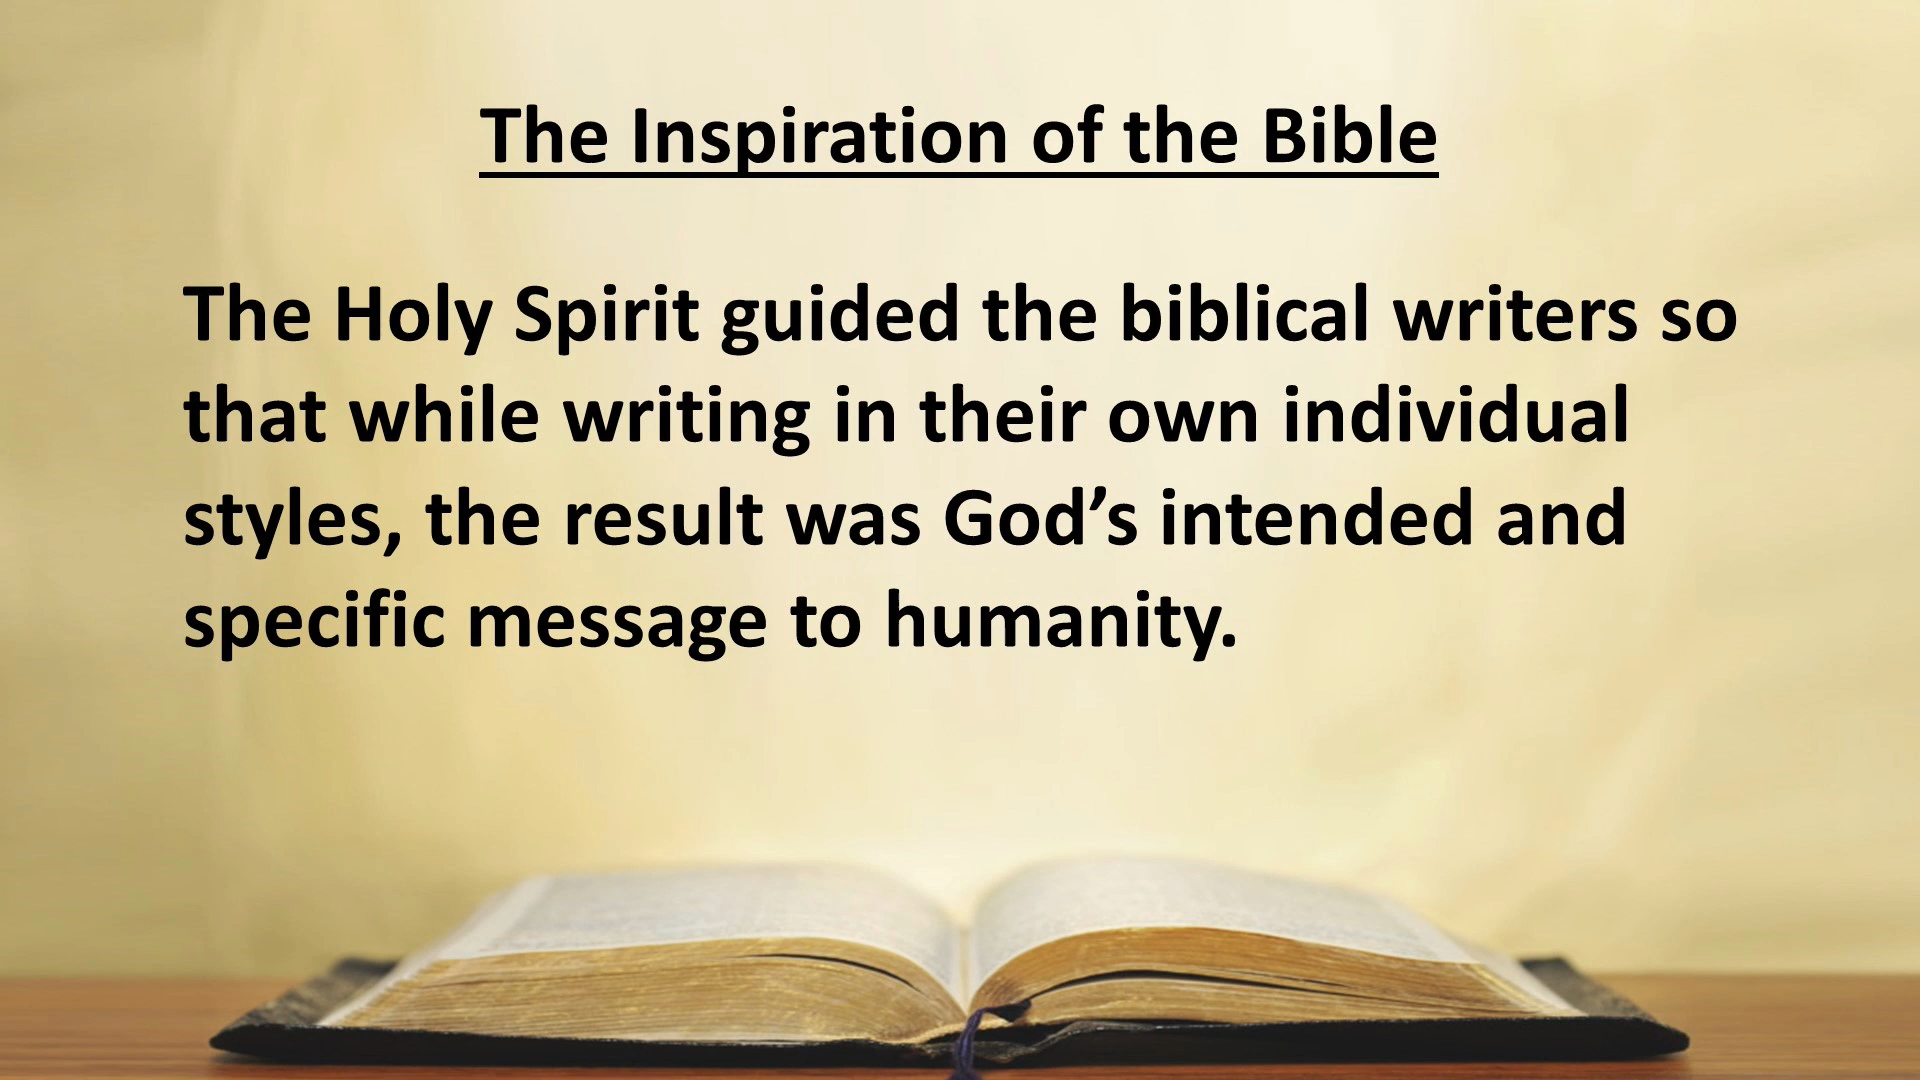 The Inspiration of the Bible
The Holy Spirit guided the biblical writers so
that while writing in their own individual
styles, the result was God’s intended and
specific message to humanity.